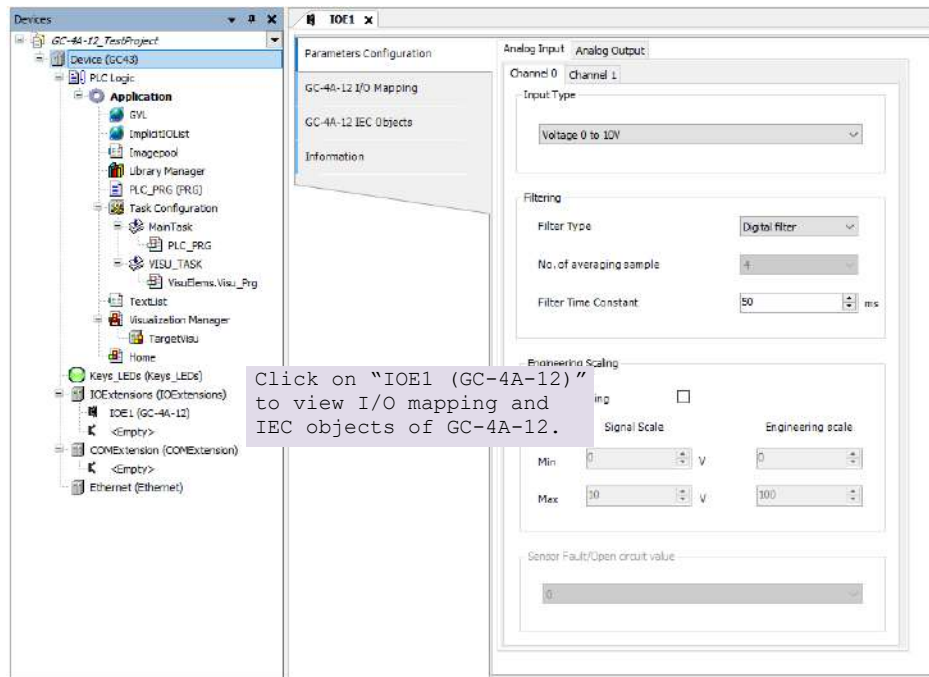 Devices
GC-4A-12_TestProject
Device (GC43)
PLC Logic
Application
GVL
ImplicitIOList
Imagepool
Library Manager
PLC_PRG (PRG)
Task Configuration
MainTask
PLC_PRG
VISU_TASK
VisuElems.Visu_Prg
TextList
Visualization Manager
TargetVisu
Home
Keys_LEDs (Keys_LEDs)
IOExtensions (IOExtensions)
IOE1 (GC-4A-12)
<Empty>
COMExtension (COMExtension)
<Empty>
Ethernet (Ethernet)
IOE1
Parameters Configuration
GC-4A-12 I/O Mapping
GC-4A-12 IEC Objects
Information
Analog Input Analog Output
Channel 0 Channel 1
Input Type
Voltage 0 to 10V
Filtering
Filter Type Digital filter
No. of averaging sample 4
Filter Time Constant 50 ms
Engineering Scaling
Signal Scale Engineering scale
Min 0 V 0
Max 10 V 100
Sensor Fault/Open circuit value
0
Click on “IOE1 (GC-4A-12)”
to view I/O mapping and
IEC objects of GC-4A-12.